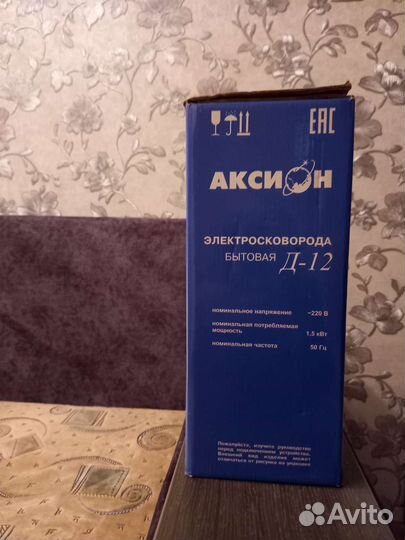 EAC
АКСИОН
ЭЛЕКТРОСКОВОРОДА
БЫТОВАЯ Д-12
номинальное напряжение ~220 В
номинальная потребляемая
мощность 1,5 кВт
номинальная частота 50 Гц
Пожалуйста, изучите руководство
перед подключением устройства.
Внешний вид изделия может
отличаться от рисунка на упаковке
Avito